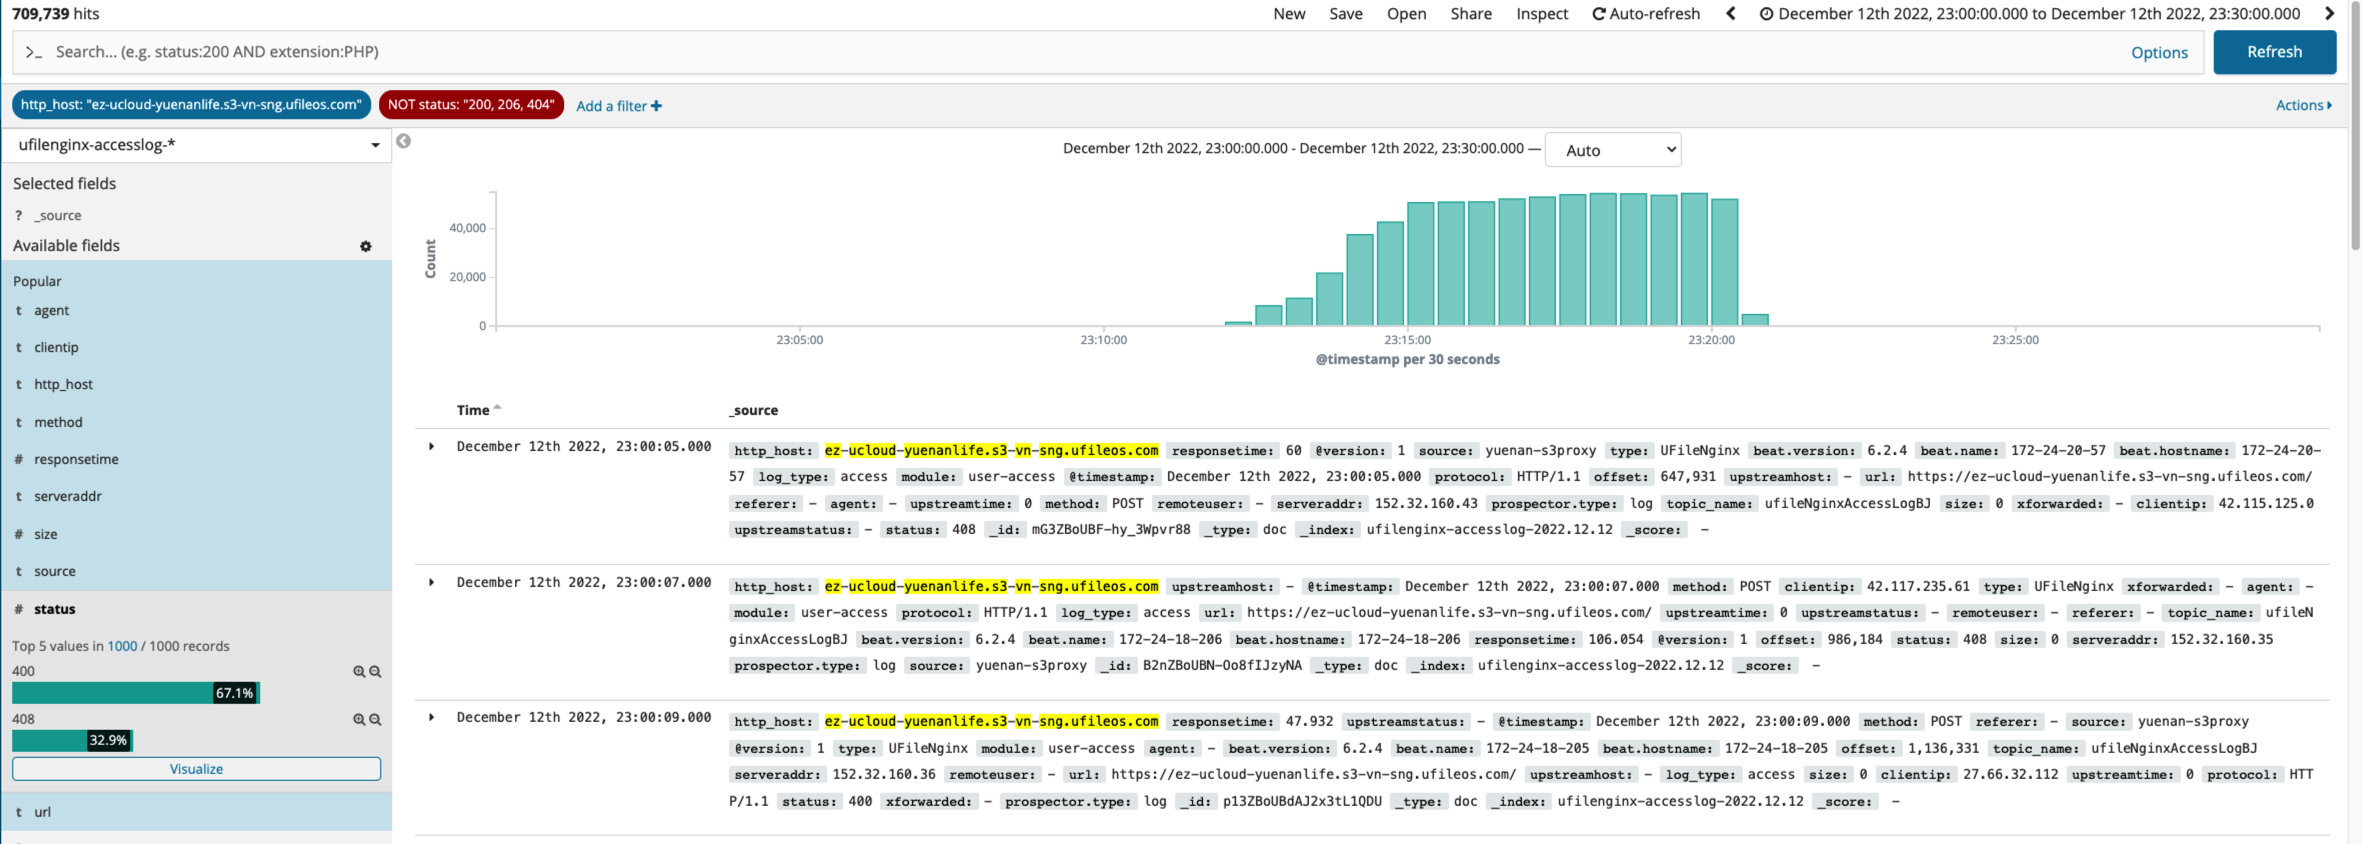 709,739 hits
New Save Open Share Inspect Auto-refresh December 12th 2022, 23:00:00.000 to December 12th 2022, 23:30:00.000
>_ Search... (e.g. status:200 AND extension:PHP) Options Refresh
http_host: "ez-ucloud-yuenanlife.s3-vn-sng.ufileos.com" NOT status: "200, 206, 404" Add a filter + Actions
ufilenginx-accesslog-*
Selected fields
? _source
Available fields
Popular
t agent
t clientip
t http_host
t method
# responsetime
t serveraddr
# size
t source
# status
Top 5 values in 1000 / 1000 records
400
67.1%
408
32.9%
Visualize
t url
December 12th 2022, 23:00:00.000 - December 12th 2022, 23:30:00.000 — Auto
Count
40,000
20,000
0
23:05:00 23:10:00 23:15:00 23:20:00 23:25:00
@timestamp per 30 seconds
Time _source
December 12th 2022, 23:00:05.000 http_host: ez-ucloud-yuenanlife.s3-vn-sng.ufileos.com responsetime: 60 @version: 1 source: yuenan-s3proxy type: UFileNginx beat.version: 6.2.4 beat.name: 172-24-20-57 beat.hostname: 172-24-20-
57 log_type: access module: user-access @timestamp: December 12th 2022, 23:00:05.000 protocol: HTTP/1.1 offset: 647,931 upstreamhost: - url: https://ez-ucloud-yuenanlife.s3-vn-sng.ufileos.com/
referer: - agent: - upstreamtime: 0 method: POST remoteuser: - serveraddr: 152.32.160.43 prospector.type: log topic_name: ufileNginxAccessLogBJ size: 0 xforwarded: - clientip: 42.115.125.0
upstreamstatus: - status: 408 _id: mG3ZBoUBF-hy_3Wpvr88 _type: doc _index: ufilenginx-accesslog-2022.12.12 _score: -
December 12th 2022, 23:00:07.000 http_host: ez-ucloud-yuenanlife.s3-vn-sng.ufileos.com upstreamhost: - @timestamp: December 12th 2022, 23:00:07.000 method: POST clientip: 42.117.235.61 type: UFileNginx xforwarded: - agent: -
module: user-access protocol: HTTP/1.1 log_type: access url: https://ez-ucloud-yuenanlife.s3-vn-sng.ufileos.com/ upstreamtime: 0 upstreamstatus: - remoteuser: - referer: - topic_name: ufileN
ginxAccessLogBJ beat.version: 6.2.4 beat.name: 172-24-18-206 beat.hostname: 172-24-18-206 responsetime: 106.054 @version: 1 offset: 986,184 status: 408 size: 0 serveraddr: 152.32.160.35
prospector.type: log source: yuenan-s3proxy _id: B2nZBoUBN-Oo8fIJzyNA _type: doc _index: ufilenginx-accesslog-2022.12.12 _score: -
December 12th 2022, 23:00:09.000 http_host: ez-ucloud-yuenanlife.s3-vn-sng.ufileos.com responsetime: 47.932 upstreamstatus: - @timestamp: December 12th 2022, 23:00:09.000 method: POST referer: - source: yuenan-s3proxy
@version: 1 type: UFileNginx module: user-access agent: - beat.version: 6.2.4 beat.name: 172-24-18-205 beat.hostname: 172-24-18-205 offset: 1,136,331 topic_name: ufileNginxAccessLogBJ
serveraddr: 152.32.160.36 remoteuser: - url: https://ez-ucloud-yuenanlife.s3-vn-sng.ufileos.com/ upstreamhost: - log_type: access size: 0 clientip: 27.66.32.112 upstreamtime: 0 protocol: HTT
P/1.1 status: 400 xforwarded: - prospector.type: log _id: p13ZBoUBdAJ2x3tL1QDU _type: doc _index: ufilenginx-accesslog-2022.12.12 _score: -